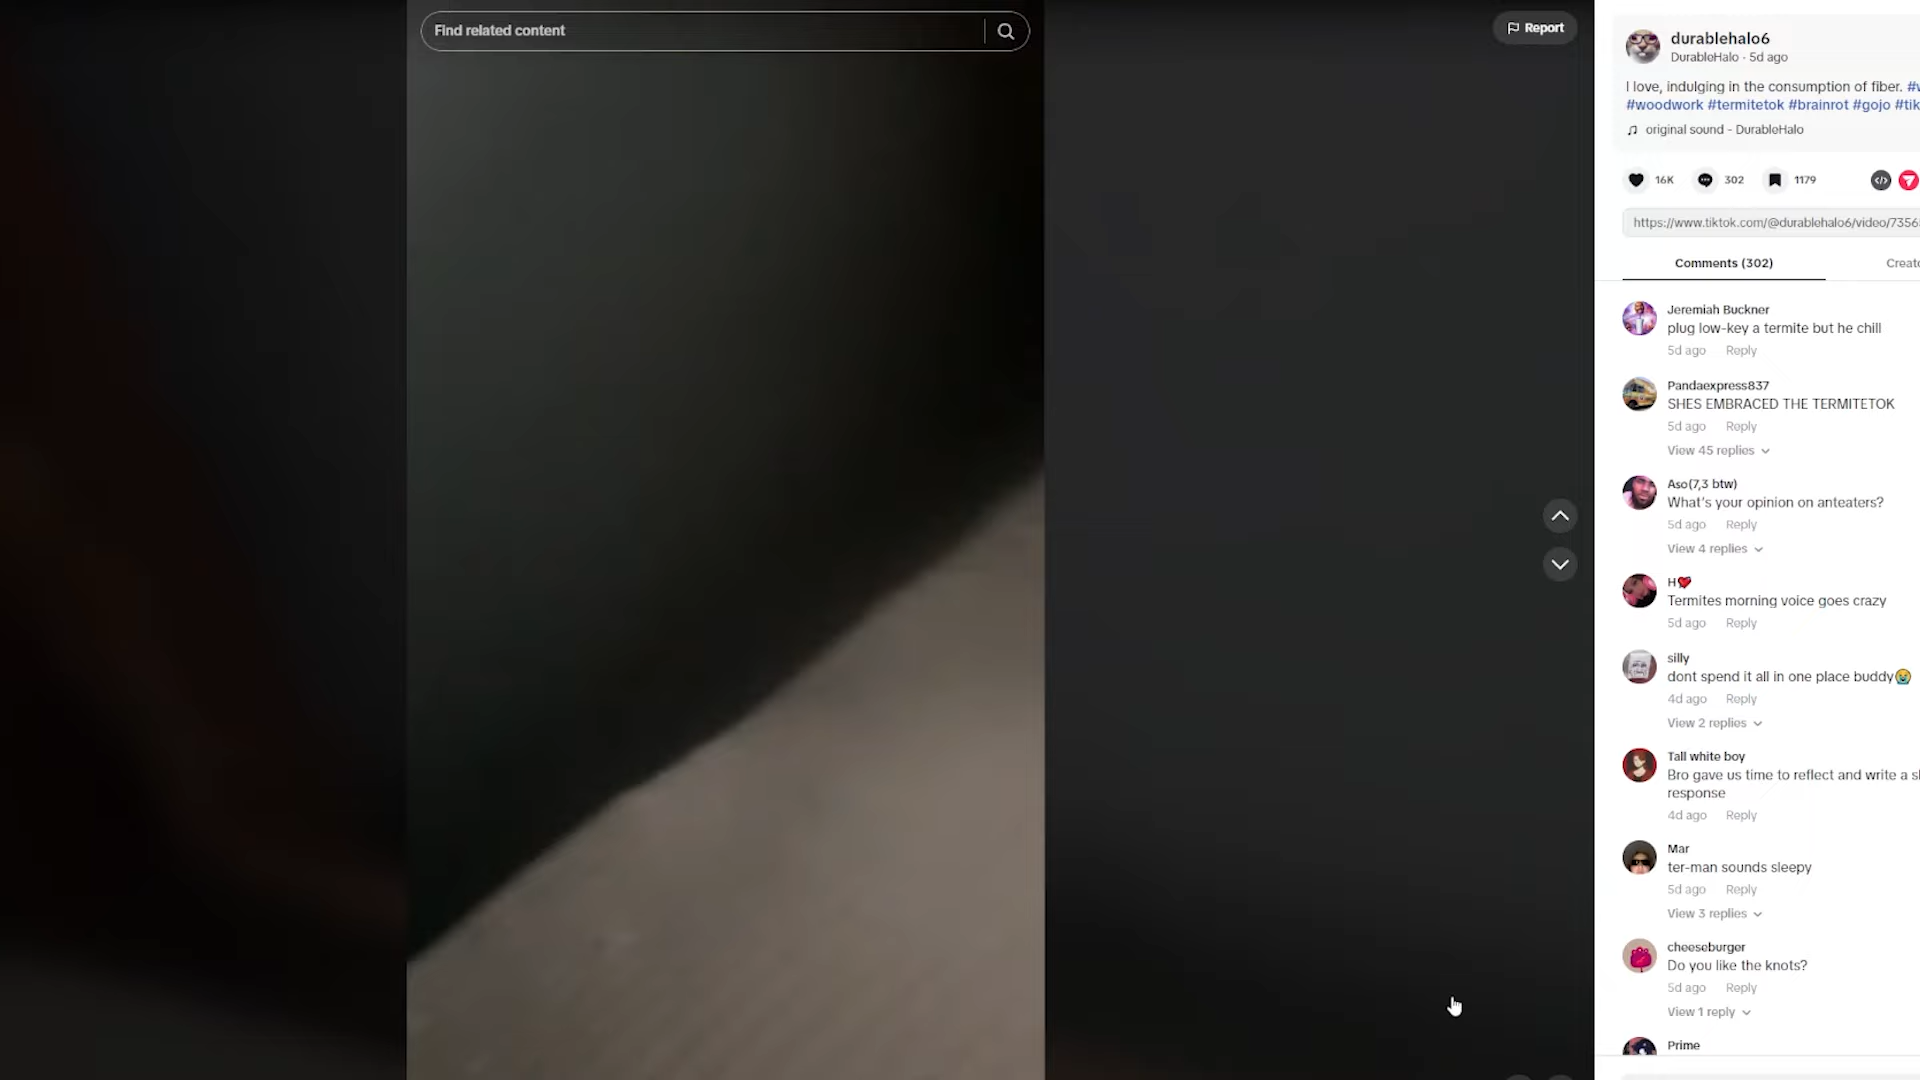 Find related content
Report
durablehalo6
DurableHalo · 5d ago
I love, indulging in the consumption of fiber.
#woodwork #termitetok #brainrot #gojo #tik
original sound - DurableHalo
16K
302
1179
https://www.tiktok.com/@durablehalo6/video/7356
Comments (302)
Creato
Jeremiah Buckner
plug low-key a termite but he chill
5d ago Reply
Pandaexpress837
SHES EMBRACED THE TERMITETOK
5d ago Reply
View 45 replies
Aso(7,3 btw)
What's your opinion on anteaters?
5d ago Reply
View 4 replies
H❤️
Termites morning voice goes crazy
5d ago Reply
silly
dont spend it all in one place buddy😭
4d ago Reply
View 2 replies
Tall white boy
Bro gave us time to reflect and write a
response
4d ago Reply
Mar
ter-man sounds sleepy
5d ago Reply
View 3 replies
cheeseburger
Do you like the knots?
5d ago Reply
View 1 reply
Prime